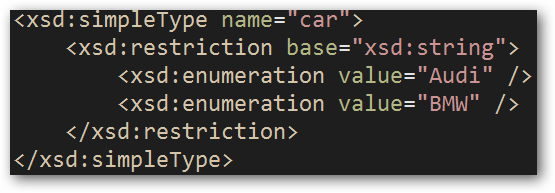 <xsd:simpleType name="car">
    <xsd:restriction base="xsd:string">
        <xsd:enumeration value="Audi" />
        <xsd:enumeration value="BMW" />
    </xsd:restriction>
</xsd:simpleType>